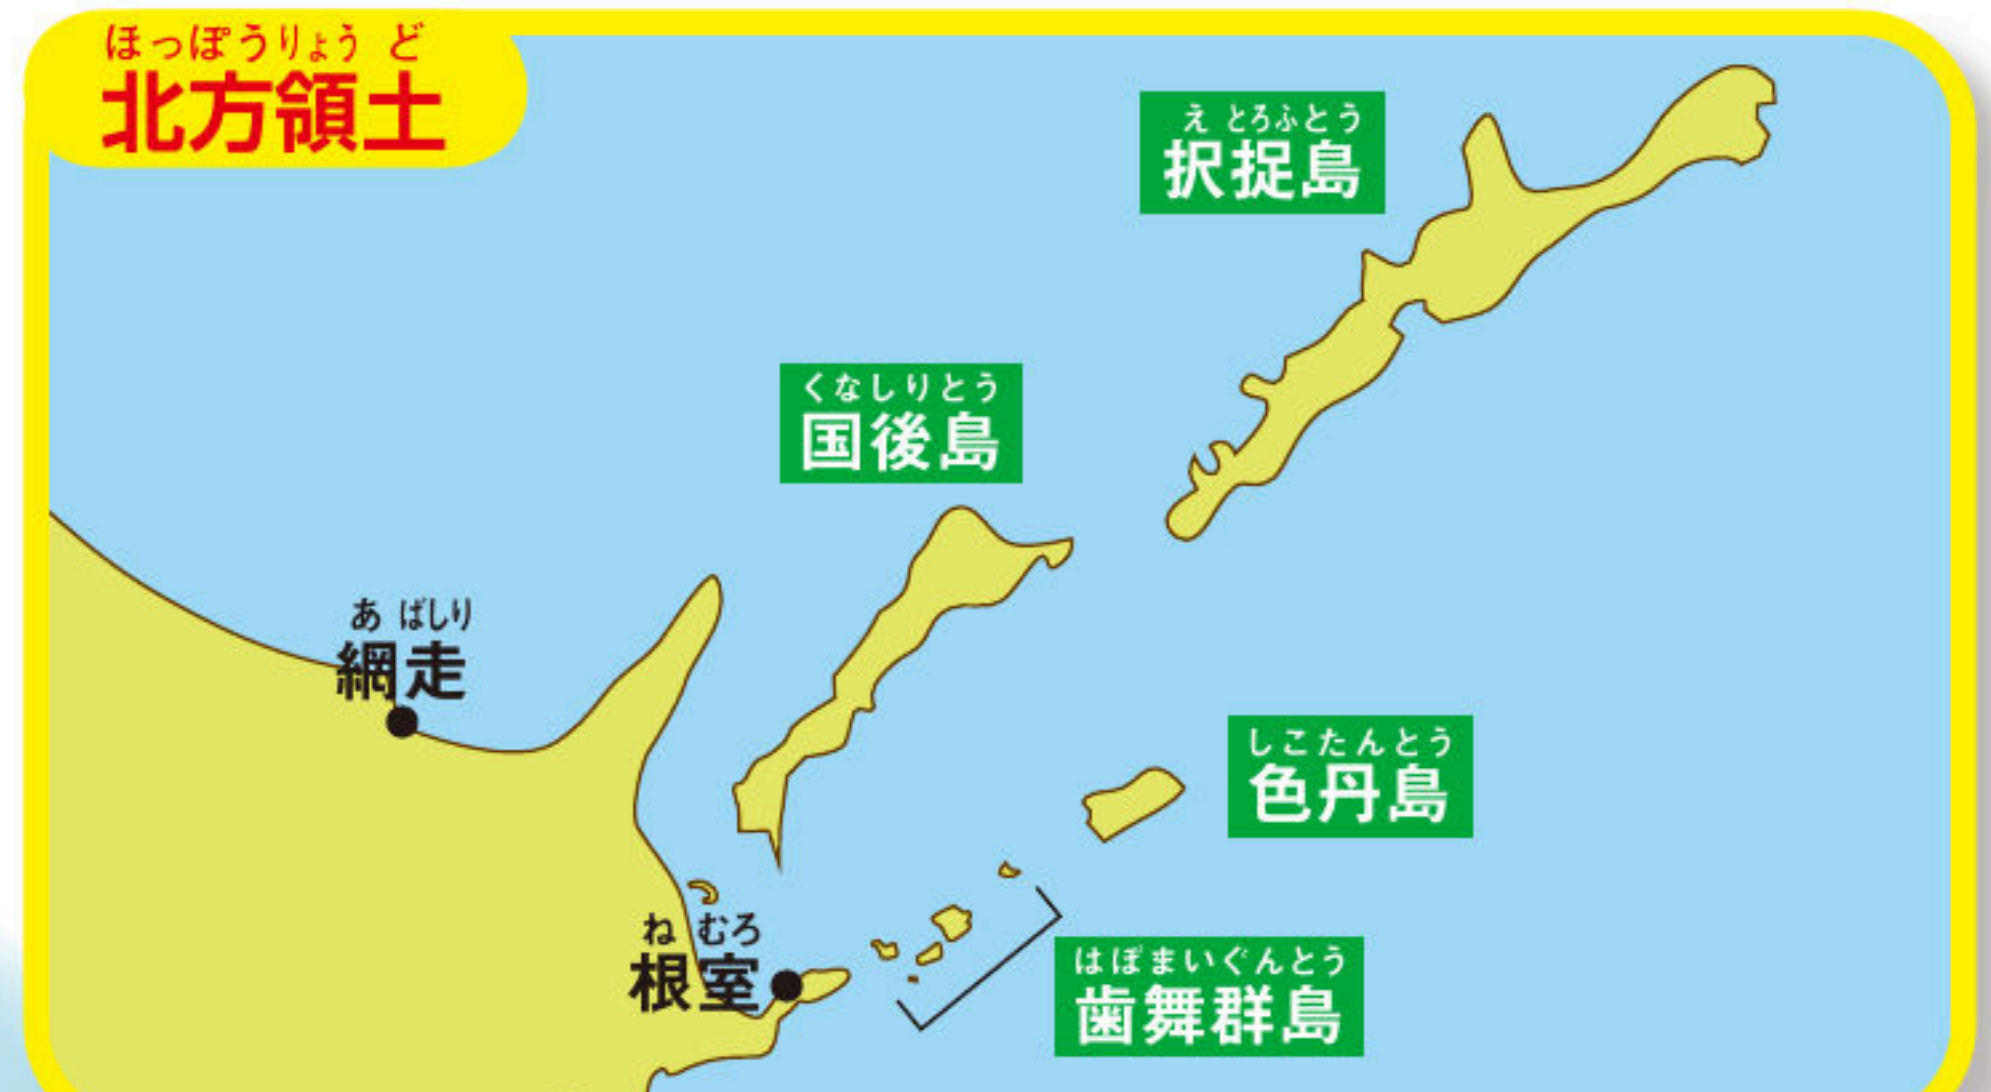 ほっぽうりょうど
北方領土
えとろふとう
択捉島
くなしりとう
国後島
あばしり
網走
しこたんとう
色丹島
ねむろ
根室
はぼまいぐんとう
歯舞群島